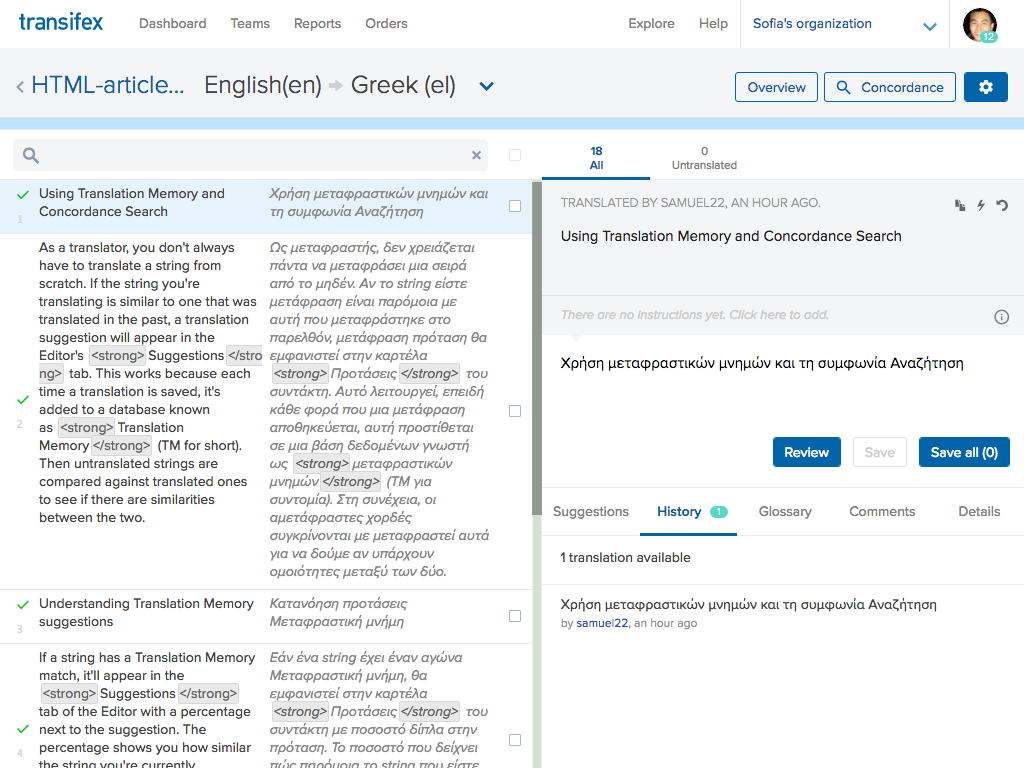 transifex
Dashboard
Teams
Reports
Orders
Explore
Help
Sofia's organization
12
HTML-article...
English(en)
Greek (el)
Overview
Concordance
18
All
0
Untranslated
1
Using Translation Memory and
Concordance Search
Χρήση μεταφραστικών μνημών και
τη συμφωνία Αναζήτηση
2
As a translator, you don't always
have to translate a string from
scratch. If the string you're
translating is similar to one that was
translated in the past, a translation
suggestion will appear in the
Editor's <strong> Suggestions </stro
ng> tab. This works because each
time a translation is saved, it's
added to a database known
as <strong> Translation
Memory </strong> (TM for short).
Then untranslated strings are
compared against translated ones
to see if there are similarities
between the two.
Ως μεταφραστής, δεν χρειάζεται
πάντα να μεταφράσει μια σειρά
από το μηδέν. Αν το string είστε
μετάφραση είναι παρόμοια με
αυτή που μεταφράστηκε στο
παρελθόν, μετάφραση πρόταση θα
εμφανιστεί στην καρτέλα
<strong> Προτάσεις </strong> του
συντάκτη. Αυτό λειτουργεί, επειδή
κάθε φορά που μια μετάφραση
αποθηκεύεται, αυτή προστίθεται
σε μια βάση δεδομένων γνωστή
ως <strong> μεταφραστικών
μνημών </strong> (TM για
συντομία). Στη συνέχεια, οι
αμετάφραστες χορδές
συγκρίνονται με μεταφραστεί αυτά
για να δούμε αν υπάρχουν
ομοιότητες μεταξύ των δύο.
3
Understanding Translation Memory
suggestions
Κατανόηση προτάσεις
Μεταφραστική μνήμη
4
If a string has a Translation Memory
match, it'll appear in the
<strong> Suggestions </strong>
tab of the Editor with a percentage
next to the suggestion. The
percentage shows you how similar
the string you're currently
Εάν ένα string έχει έναν αγώνα
Μεταφραστική μνήμη, θα
εμφανιστεί στην καρτέλα
<strong> Προτάσεις </strong> του
συντάκτη με ποσοστό δίπλα στην
πρόταση. Το ποσοστό που δείχνει
πώς παρόμοια το string που είστε
TRANSLATED BY SAMUEL22, AN HOUR AGO.
Using Translation Memory and Concordance Search
There are no instructions yet. Click here to add.
Χρήση μεταφραστικών μνημών και τη συμφωνία Αναζήτηση
Review
Save
Save all (0)
Suggestions
History 1
Glossary
Comments
Details
1 translation available
Χρήση μεταφραστικών μνημών και τη συμφωνία Αναζήτηση
by samuel22, an hour ago